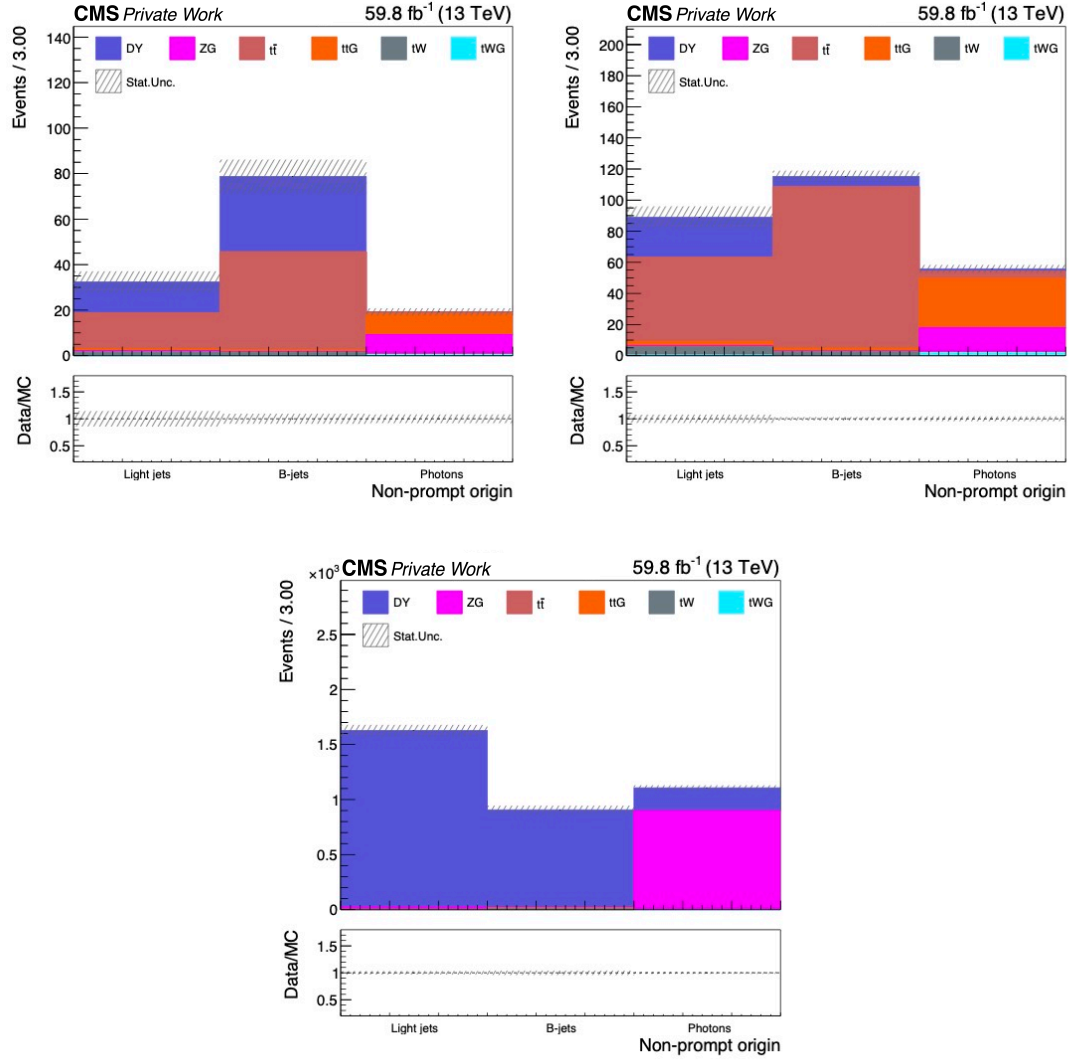 CMS Private Work 59.8 fb⁻¹ (13 TeV)
Events / 3.00
140
120
100
80
60
40
20
0
DY ZG tt̄ ttG tW tWG
Stat.Unc.
Data/MC
1.5
1
0.5
Light jets B-jets Photons
Non-prompt origin
CMS Private Work 59.8 fb⁻¹ (13 TeV)
Events / 3.00
200
180
160
140
120
100
80
60
40
20
0
DY ZG tt̄ ttG tW tWG
Stat.Unc.
Data/MC
1.5
1
0.5
Light jets B-jets Photons
Non-prompt origin
×10³ CMS Private Work 59.8 fb⁻¹ (13 TeV)
Events / 3.00
2.5
2
1.5
1
0.5
0
DY ZG tt̄ ttG tW tWG
Stat.Unc.
Data/MC
1.5
1
0.5
Light jets B-jets Photons
Non-prompt origin